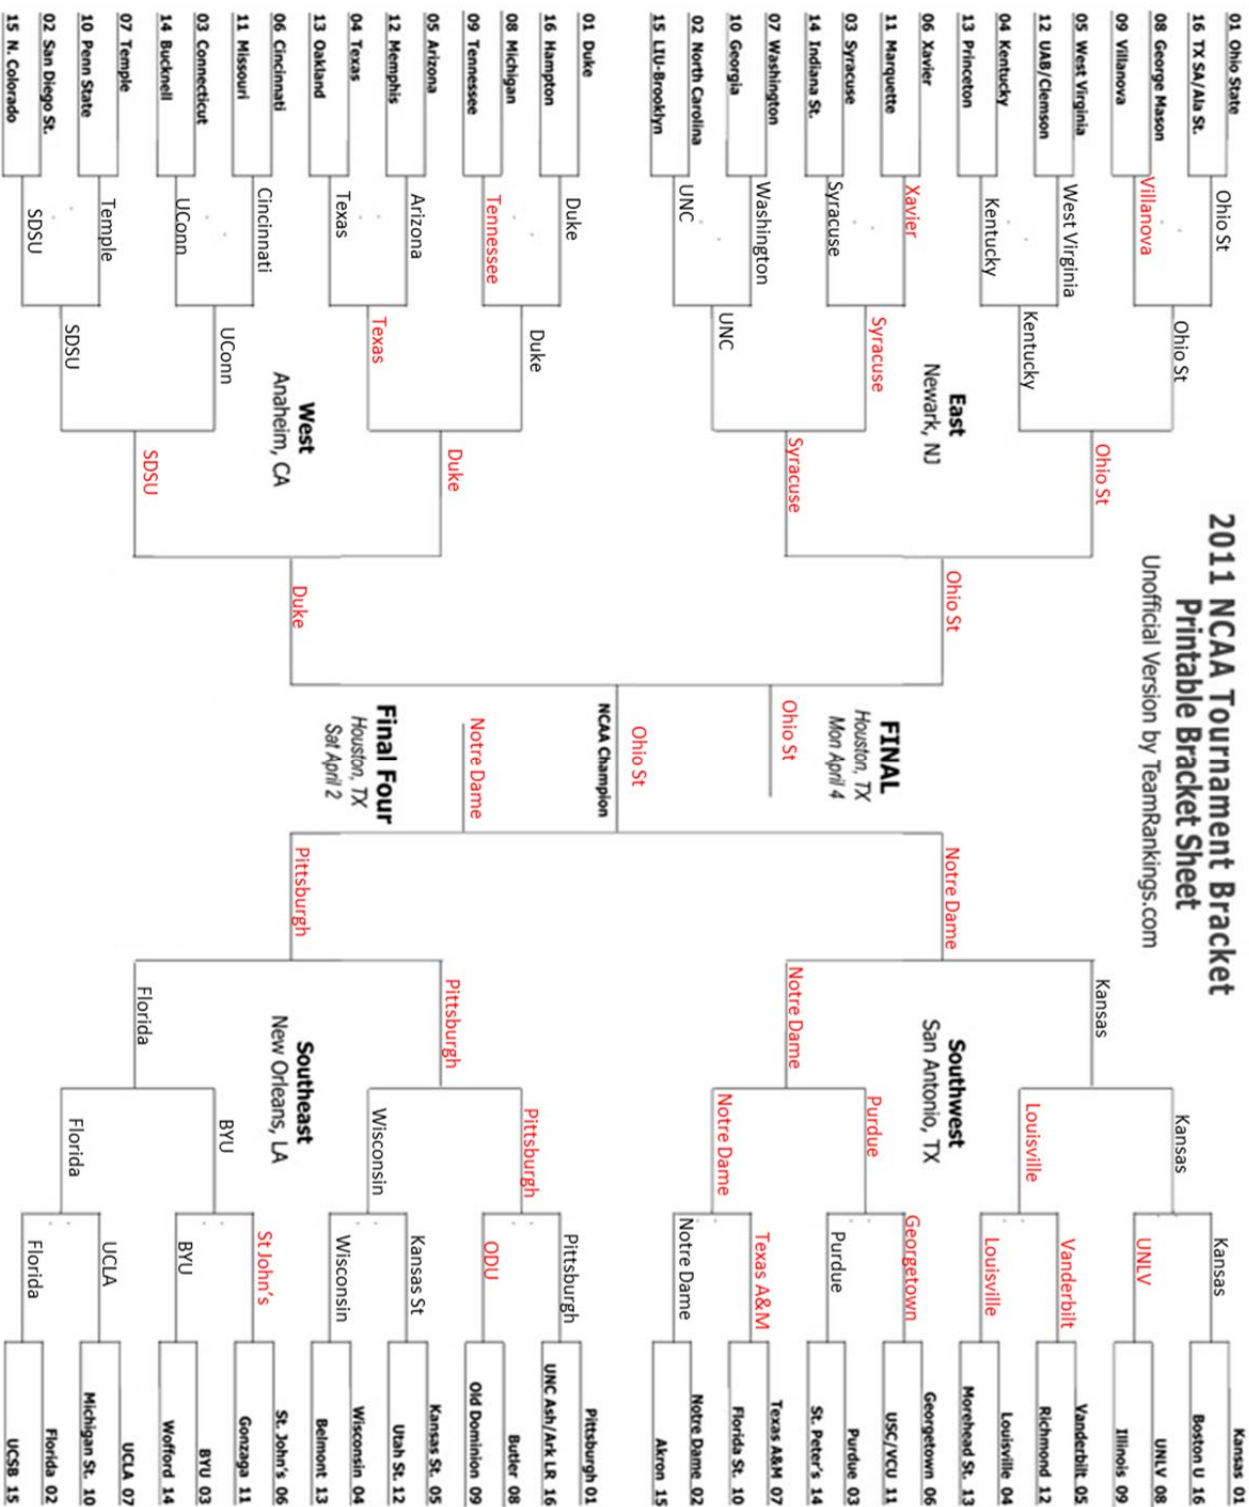 2011 NCAA Tournament Bracket
Printable Bracket Sheet
Unofficial Version by TeamRankings.com
01 Ohio State
16 TX SA/Ala St.
08 George Mason
09 Villanova
05 West Virginia
12 UAB/Clemson
04 Kentucky
13 Princeton
06 Xavier
11 Marquette
03 Syracuse
14 Indiana St.
07 Washington
10 Georgia
02 North Carolina
15 LIU-Brooklyn
Ohio St
Villanova
West Virginia
Kentucky
Xavier
Syracuse
Washington
UNC
Ohio St
Kentucky
Syracuse
UNC
East
Newark, NJ
Ohio St
Syracuse
Ohio St
01 Duke
16 Hampton
08 Michigan
09 Tennessee
05 Arizona
12 Memphis
04 Texas
13 Oakland
06 Cincinnati
11 Missouri
03 Connecticut
14 Bucknell
07 Temple
10 Penn State
02 San Diego St.
15 N. Colorado
Duke
Tennessee
Arizona
Texas
Cincinnati
UConn
Temple
SDSU
Duke
Texas
UConn
SDSU
West
Anaheim, CA
Duke
SDSU
Duke
FINAL
Houston, TX
Mon April 4
Ohio St
Ohio St
NCAA Champion
Notre Dame
Final Four
Houston, TX
Sat April 2
Notre Dame
Kansas
Notre Dame
Southwest
San Antonio, TX
Kansas
Louisville
Purdue
Notre Dame
Kansas
UNLV
Vanderbilt
Louisville
Georgetown
Purdue
Texas A&M
Notre Dame
Kansas 01
Boston U 16
UNLV 08
Illinois 09
Vanderbilt 05
Richmond 12
Louisville 04
Morehead St. 13
Georgetown 06
USC/VCU 11
Purdue 03
St. Peter's 14
Texas A&M 07
Florida St. 10
Notre Dame 02
Akron 15
Pittsburgh
Pittsburgh
Florida
Southeast
New Orleans, LA
Pittsburgh
Wisconsin
BYU
Florida
Pittsburgh
ODU
Kansas St
Wisconsin
St John's
BYU
UCLA
Florida
Pittsburgh 01
UNC Ash/Ark LR 16
Butler 08
Old Dominion 09
Kansas St. 05
Utah St. 12
Wisconsin 04
Belmont 13
St. John's 06
Gonzaga 11
BYU 03
Wofford 14
UCLA 07
Michigan St. 10
Florida 02
UCSB 15